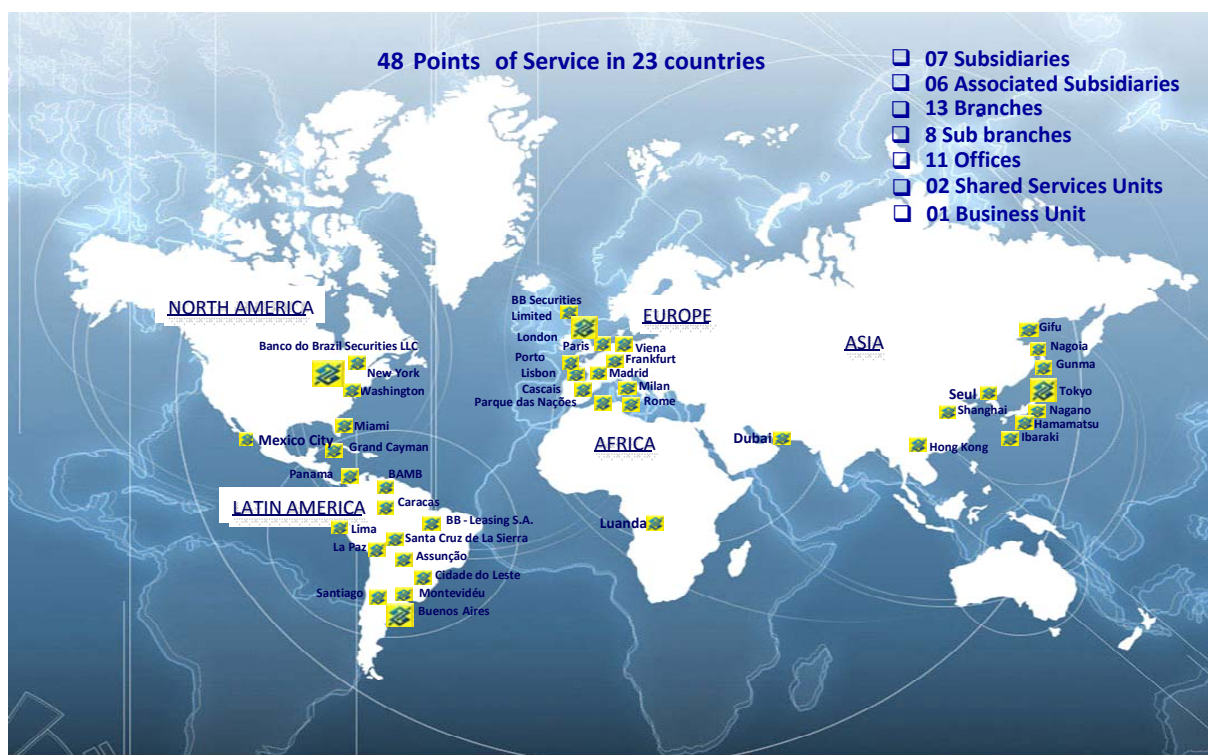 48 Points of Service in 23 countries
07 Subsidiaries
06 Associated Subsidiaries
13 Branches
8 Sub branches
11 Offices
02 Shared Services Units
01 Business Unit
NORTH AMERICA
Banco do Brazil Securities LLC
New York
Washington
Miami
Mexico City
Grand Cayman
Panama
BAMB
LATIN AMERICA
Caracas
Lima
BB - Leasing S.A.
Santa Cruz de La Sierra
La Paz
Assunção
Cidade do Leste
Santiago
Montevidéu
Buenos Aires
BB Securities
Limited
EUROPE
London
Paris
Viena
Porto
Frankfurt
Lisbon
Madrid
Cascais
Milan
Parque das Nações
Rome
AFRICA
Luanda
ASIA
Dubai
Gifu
Nagoia
Gunma
Seul
Tokyo
Shanghai
Nagano
Hamamatsu
Ibaraki
Hong Kong